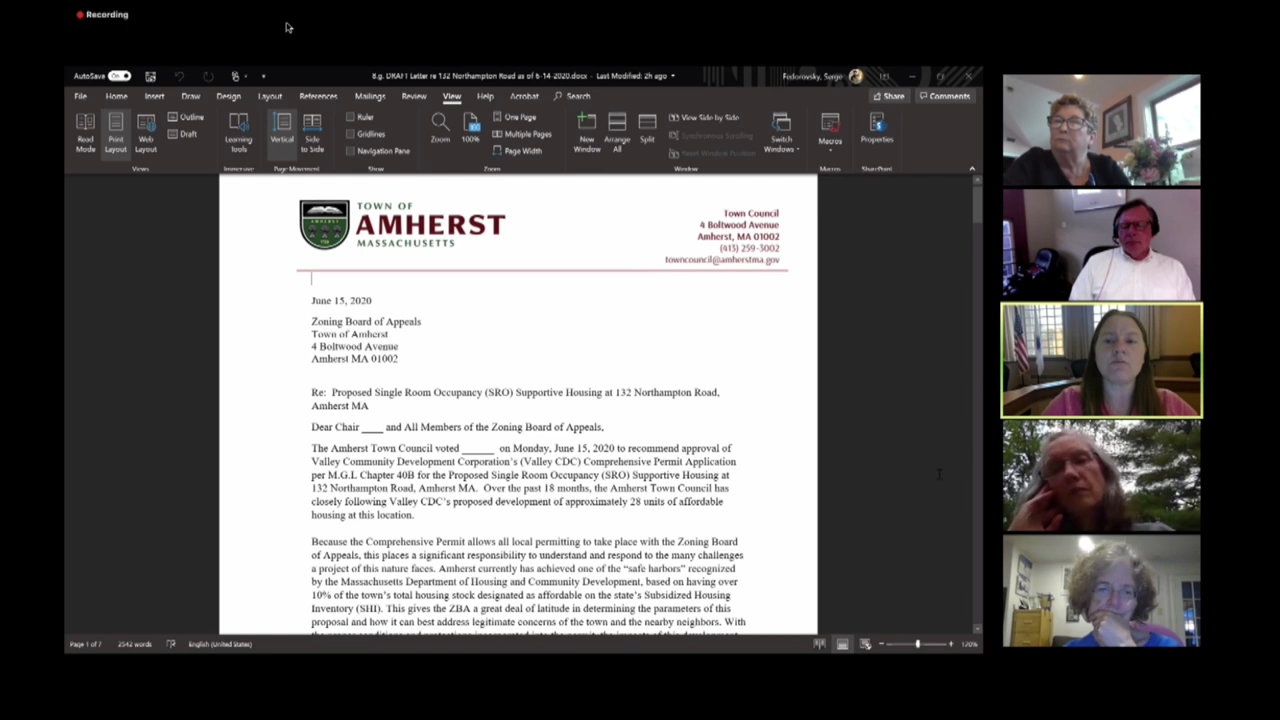 Recording
AutoSave On
8.g. DRAFT Letter re 132 Northampton Road as of 6-14-2020.docx - Last Modified: 2h ago
Fedorovsky, Serge
File Home Insert Draw Design Layout References Mailings Review View Help Acrobat Search Share Comments
Read Mode
Print Layout
Web Layout
Outline
Draft
Views
Learning Tools
Immersive
Vertical
Side to Side
Page Movement
Ruler
Gridlines
Navigation Pane
Show
Zoom
100%
One Page
Multiple Pages
Page Width
Zoom
New Window
Arrange All
Split
View Side by Side
Synchronous Scrolling
Reset Window Position
Window
Switch Windows
Macros
Macros
Properties
SharePoint
TOWN OF
AMHERST
MASSACHUSETTS
Town Council
4 Boltwood Avenue
Amherst, MA 01002
(413) 259-3002
towncouncil@amherstma.gov
June 15, 2020
Zoning Board of Appeals
Town of Amherst
4 Boltwood Avenue
Amherst MA 01002
Re: Proposed Single Room Occupancy (SRO) Supportive Housing at 132 Northampton Road,
Amherst MA
Dear Chair ____ and All Members of the Zoning Board of Appeals,
The Amherst Town Council voted ______ on Monday, June 15, 2020 to recommend approval of
Valley Community Development Corporation's (Valley CDC) Comprehensive Permit Application
per M.G.L Chapter 40B for the Proposed Single Room Occupancy (SRO) Supportive Housing at
132 Northampton Road, Amherst MA. Over the past 18 months, the Amherst Town Council has
closely following Valley CDC's proposed development of approximately 28 units of affordable
housing at this location.
Because the Comprehensive Permit allows all local permitting to take place with the Zoning Board
of Appeals, this places a significant responsibility to understand and respond to the many challenges
a project of this nature faces. Amherst currently has achieved one of the “safe harbors” recognized
by the Massachusetts Department of Housing and Community Development, based on having over
10% of the town's total housing stock designated as affordable on the state's Subsidized Housing
Inventory (SHI). This gives the ZBA a great deal of latitude in determining the parameters of this
proposal and how it can best address legitimate concerns of the town and the nearby neighbors. With
Page 1 of 7 2542 words English (United States) 120%